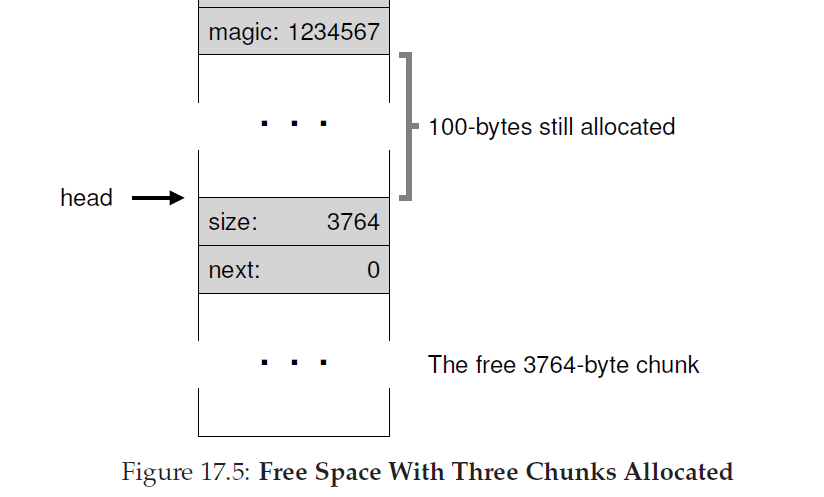 magic: 1234567
. . .
100-bytes still allocated
head
size: 3764
next: 0
. . .
The free 3764-byte chunk
Figure 17.5: Free Space With Three Chunks Allocated